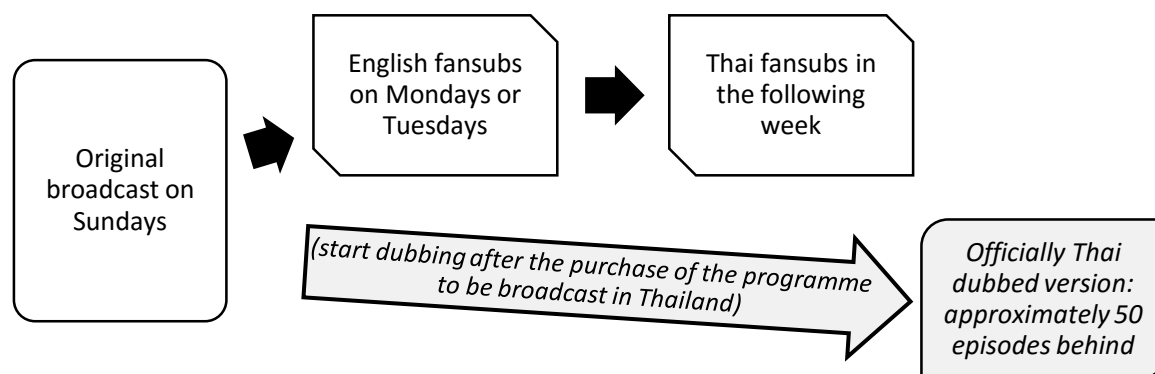 Original
broadcast on
Sundays
English fansubs
on Mondays or
Tuesdays
Thai fansubs in
the following
week
(start dubbing after the purchase of the programme
to be broadcast in Thailand)
Officially Thai
dubbed version:
approximately 50
episodes behind